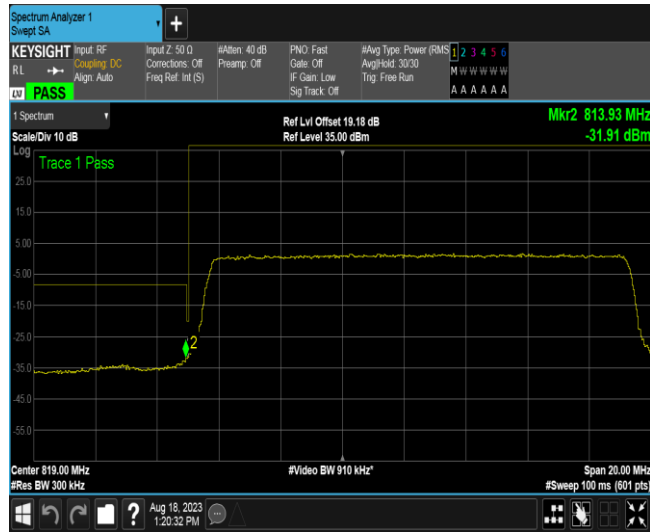 Spectrum Analyzer 1
Swept SA
+
KEYSIGHT
RL
LXI PASS
Input: RF
Coupling: DC
Align: Auto
Input Z: 50 Ω
Corrections: Off
Freq Ref: Int (S)
#Atten: 40 dB
Preamp: Off
PNO: Fast
Gate: Off
IF Gain: Low
Sig Track: Off
#Avg Type: Power (RMS
Avg|Hold: 30/30
Trig: Free Run
1 2 3 4 5 6
M W W W W W
A A A A A A
1 Spectrum
Scale/Div 10 dB
Ref Lvl Offset 19.18 dB
Ref Level 35.00 dBm
Mkr2 813.93 MHz
-31.91 dBm
Log
Trace 1 Pass
25.0
15.0
5.00
-5.00
-15.0
-25.0
2
-35.0
-45.0
-55.0
Center 819.00 MHz
#Res BW 300 kHz
#Video BW 910 kHz*
Span 20.00 MHz
#Sweep 100 ms (601 pts)
?
Aug 18, 2023
1:20:32 PM